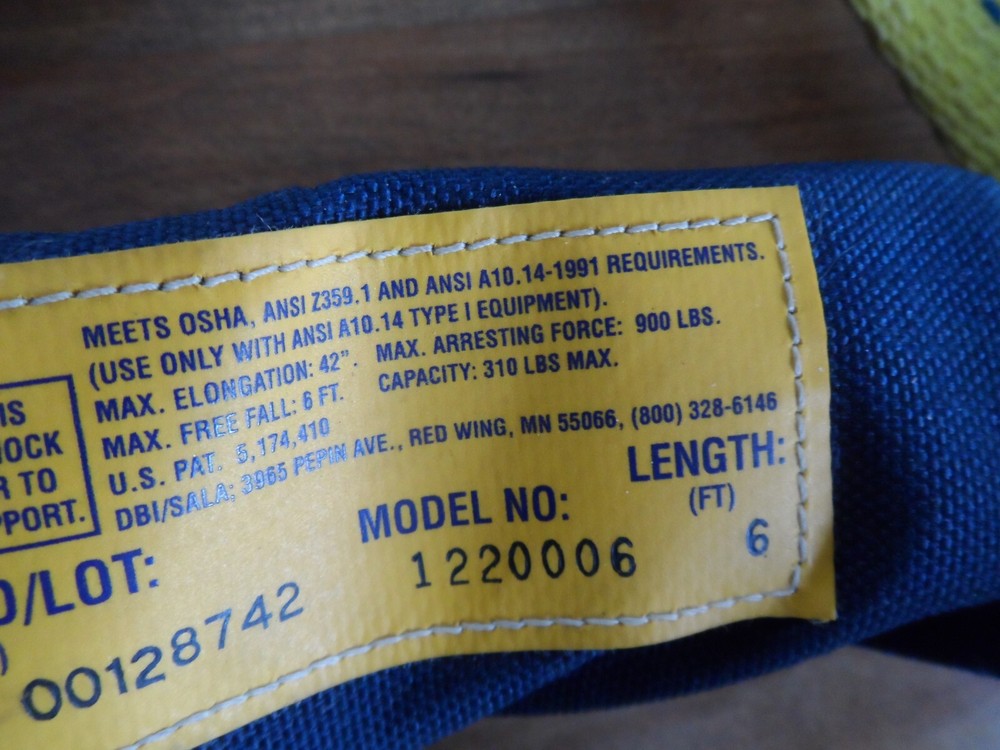 MEETS OSHA, ANSI Z359.1 AND ANSI A10.14-1991 REQUIREMENTS.
(USE ONLY WITH ANSI A10.14 TYPE I EQUIPMENT).
MAX. ELONGATION: 42". MAX. ARRESTING FORCE: 900 LBS.
MAX. FREE FALL: 6 FT. CAPACITY: 310 LBS MAX.
U.S. PAT. 5,174,410
DBI/SALA; 3965 PEPIN AVE., RED WING, MN 55066, (800) 328-6146
IS
HOCK
R TO
PPORT.
O/LOT:
)
00128742
MODEL NO:
1220006
LENGTH:
(FT)
6